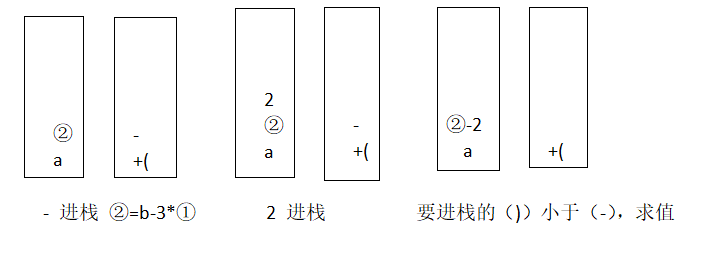 2
② - ② - ②-2
a +( a +( a +(
- 进栈 ②=b-3*① 2 进栈 要进栈的())小于(-),求值